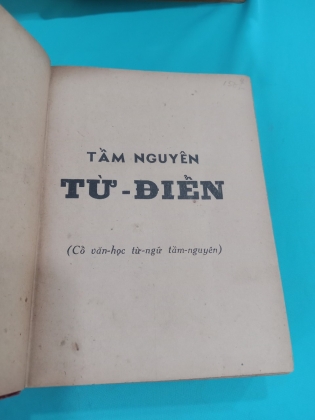 TẦM NGUYÊN
TỪ-ĐIỂN
(Cổ văn-học từ-ngữ tầm-nguyên)